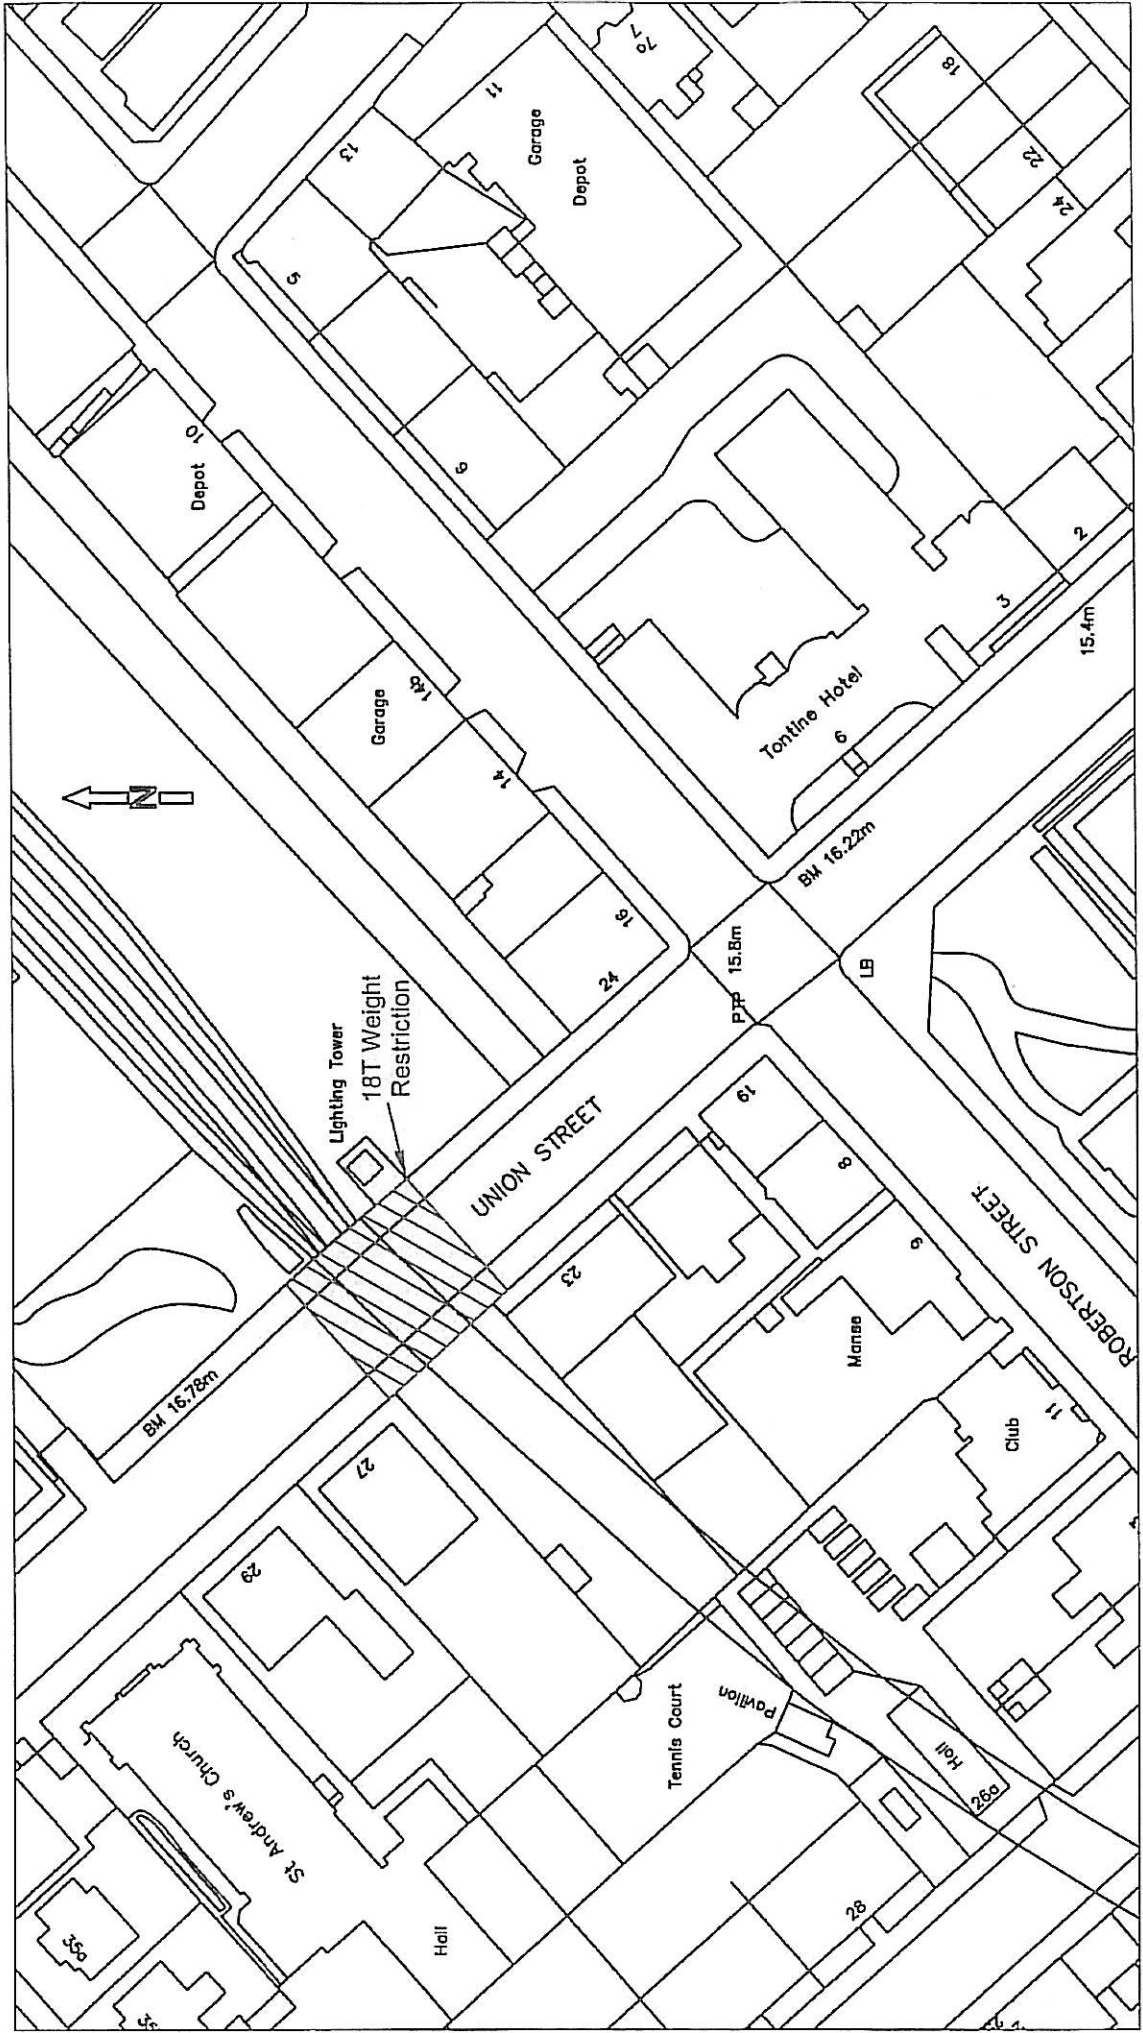 11
13
Garage
Depot
5
6
70
7
18
22
24
Depot
10
Garage
14
16
24
Tontine Hotel
6
3
2
15.4m
N
BM 16.22m
PTP 15.8m
LB
Lighting Tower
18T Weight
Restriction
UNION STREET
ROBERTSON STREET
BM 16.78m
19
8
9
23
Manse
Club
11
27
29
St Andrew's Church
Hall
Tennis Court
Pavilion
Hall
26a
28
35a